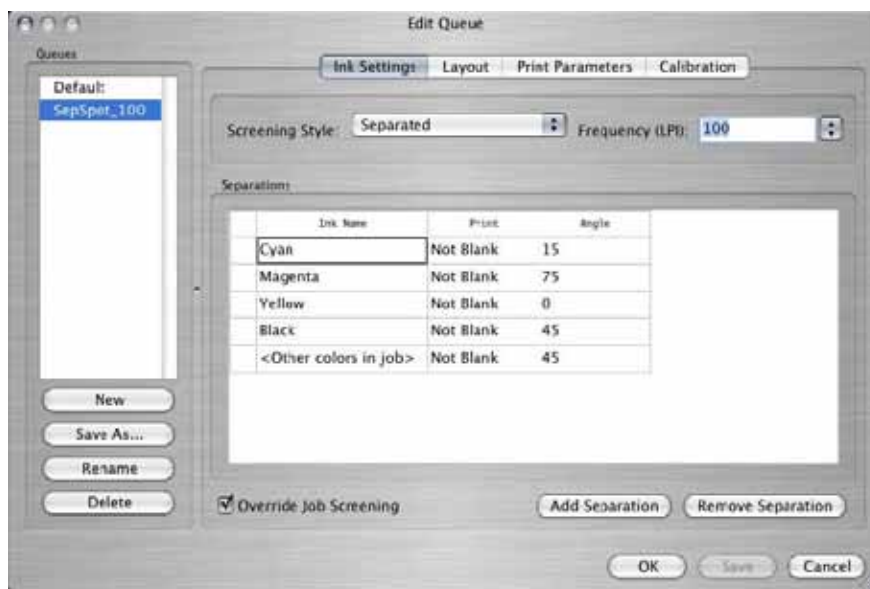 Edit Queue
Queues
Default
SepSpot_100
New
Save As...
Rename
Delete
Ink Settings Layout Print Parameters Calibration
Screening Style: Separated Frequency (LPI): 100
Separations
Ink Name Print Angle
Cyan Not Blank 15
Magenta Not Blank 75
Yellow Not Blank 0
Black Not Blank 45
<Other colors in job> Not Blank 45
Override Job Screening Add Separation Remove Separation
OK Save Cancel